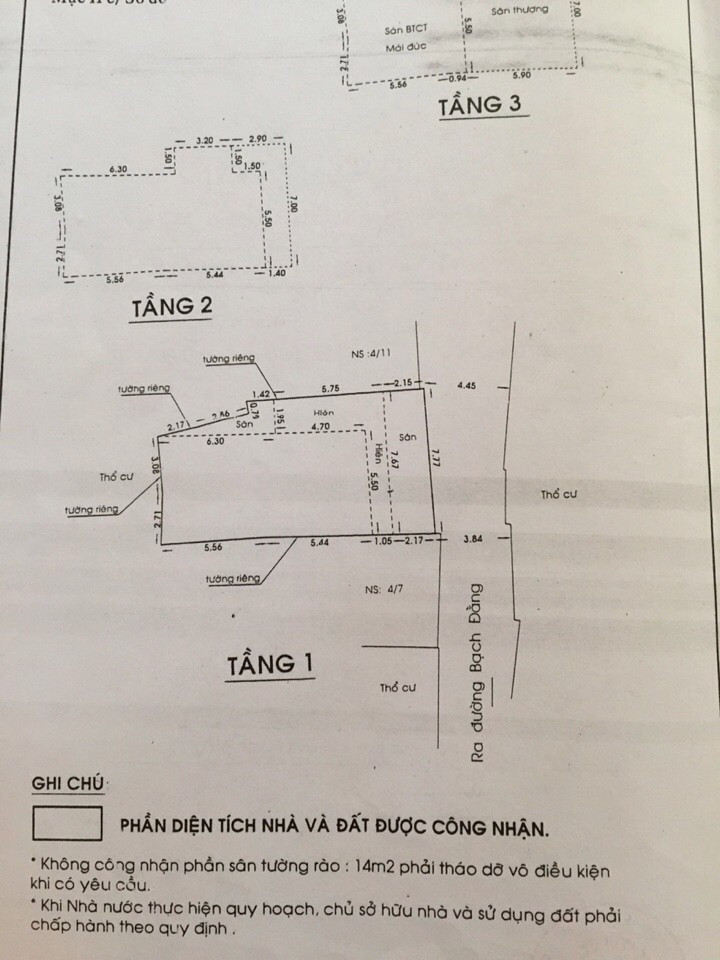 3.08
Sân BTCT
Mái đúc
5.50
Sân thượng
7.00
2.71
5.56
0.94
5.90
TẦNG 3
3.20
2.90
1.50
1.50
1.50
6.30
3.08
2.71
5.50
7.00
5.56
5.44
1.40
TẦNG 2
tường riêng
NS :4/11
tường riêng
1.42
5.75
2.15
4.45
2.17
0.79
Sân
1.95
Hiên
4.70
Sân
6.30
3.08
Thổ cư
Hiên
7.67
7.77
5.50
Thổ cư
tường riêng
2.71
5.56
5.44
1.05
2.17
3.84
tường riêng
NS: 4/7
TẦNG 1
Thổ cư
Ra đường Bạch Đằng
GHI CHÚ
PHẦN DIỆN TÍCH NHÀ VÀ ĐẤT ĐƯỢC CÔNG NHẬN.
* Không công nhận phần sân tường rào : 14m2 phải tháo dỡ vô điều kiện
khi có yêu cầu.
* Khi Nhà nước thực hiện quy hoạch, chủ sở hữu nhà và sử dụng đất phải
chấp hành theo quy định .